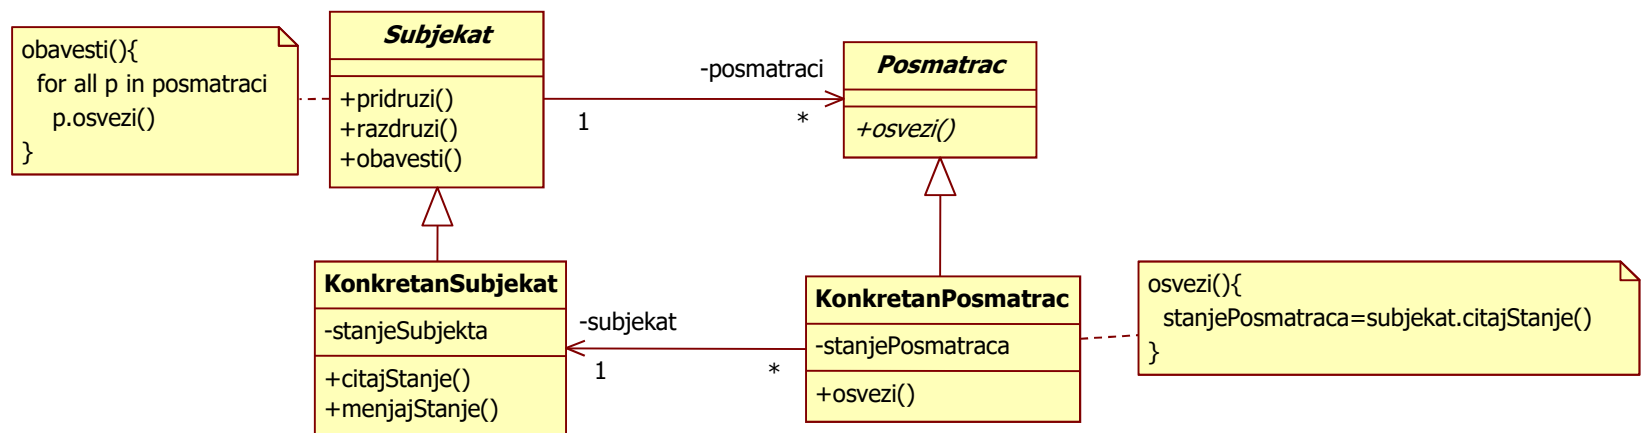 obavesti(){
for all p in posmatraci
p.osvezi()
}
Subjekat
+pridruzi()
+razdruzi()
+obavesti()
-posmatraci
1
*
Posmatrac
+osvezi()
KonkretanSubjekat
-stanjeSubjekta
+citajStanje()
+menjajStanje()
-subjekat
1
*
KonkretanPosmatrac
-stanjePosmatraca
+osvezi()
osvezi(){
stanjePosmatraca=subjekat.citajStanje()
}